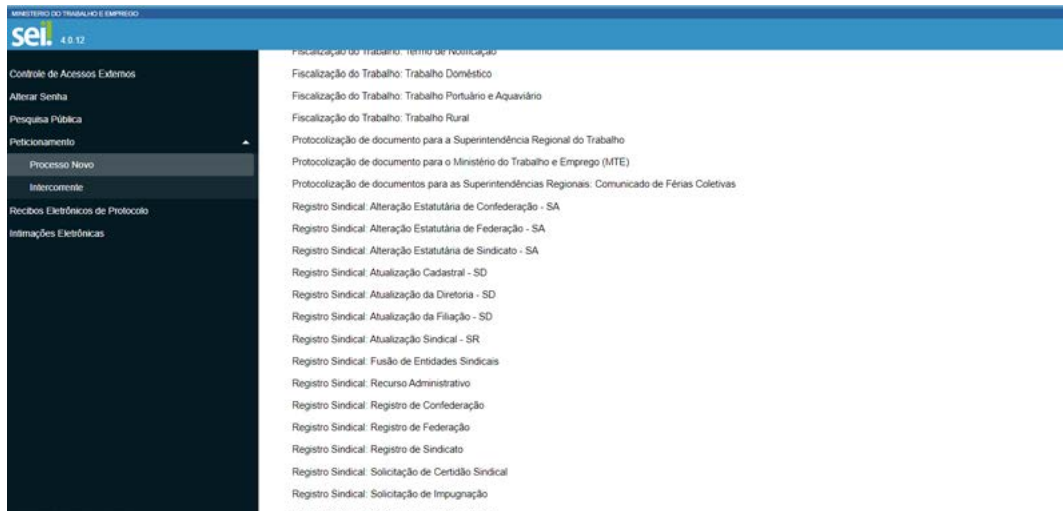 MINISTERIO DO TRABALHO E EMPREGO
sei. 4.0.12
Controle de Acessos Externos
Alterar Senha
Pesquisa Pública
Peticionamento
Processo Novo
Intercorrente
Recibos Eletrônicos de Protocolo
Intimações Eletrônicas
Fiscalização do Trabalho: Termo de Notificação
Fiscalização do Trabalho: Trabalho Doméstico
Fiscalização do Trabalho: Trabalho Portuário e Aquaviário
Fiscalização do Trabalho: Trabalho Rural
Protocolização de documento para a Superintendência Regional do Trabalho
Protocolização de documento para o Ministério do Trabalho e Emprego (MTE)
Protocolização de documentos para as Superintendências Regionais: Comunicado de Férias Coletivas
Registro Sindical: Alteração Estatutária de Confederação - SA
Registro Sindical: Alteração Estatutária de Federação - SA
Registro Sindical: Alteração Estatutária de Sindicato - SA
Registro Sindical: Atualização Cadastral - SD
Registro Sindical: Atualização da Diretoria - SD
Registro Sindical: Atualização da Filiação - SD
Registro Sindical: Atualização Sindical - SR
Registro Sindical: Fusão de Entidades Sindicais
Registro Sindical: Recurso Administrativo
Registro Sindical: Registro de Confederação
Registro Sindical: Registro de Federação
Registro Sindical: Registro de Sindicato
Registro Sindical: Solicitação de Certidão Sindical
Registro Sindical: Solicitação de Impugnação